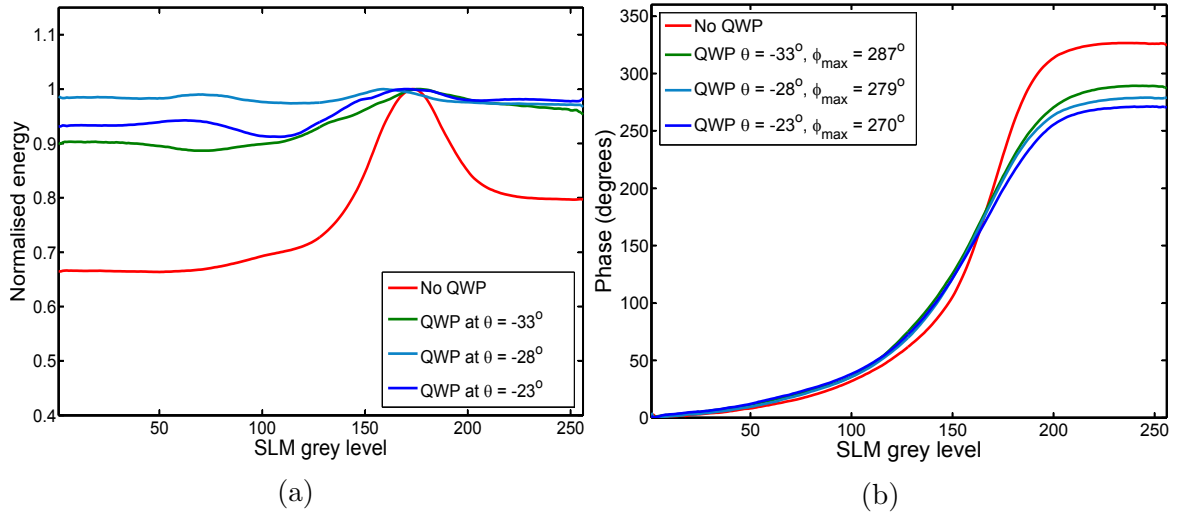 1.1
1
0.9
0.8
0.7
0.6
0.5
0.4
Normalised energy
50
100
150
200
250
SLM grey level
No QWP
QWP at θ = -33°
QWP at θ = -28°
QWP at θ = -23°
(a)
350
300
250
200
150
100
50
0
Phase (degrees)
50
100
150
200
250
SLM grey level
No QWP
QWP θ = -33°, ϕmax = 287°
QWP θ = -28°, ϕmax = 279°
QWP θ = -23°, ϕmax = 270°
(b)